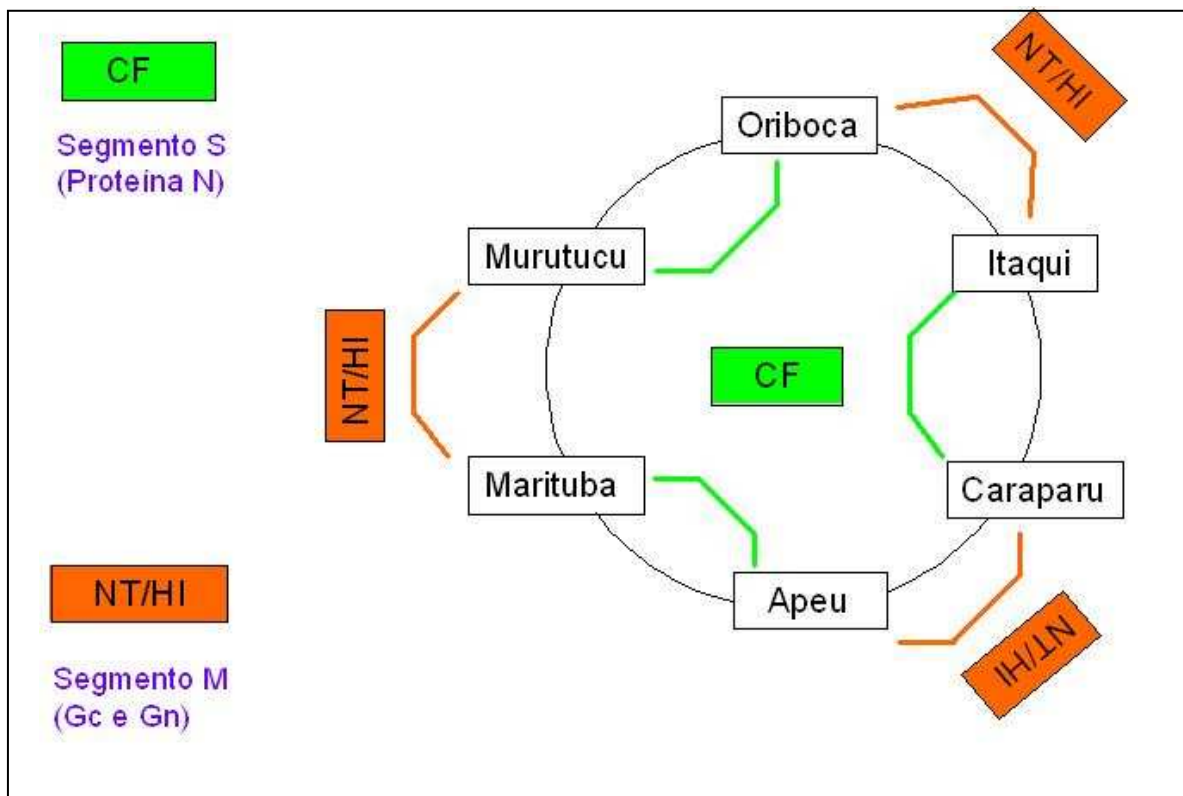 CF
Segmento S
(Proteína N)
NT/HI
Segmento M
(Gc e Gn)
Oriboca
NT/HI
Murutucu
Itaqui
NT/HI
CF
Marituba
Caraparu
Apeu
NT/HI